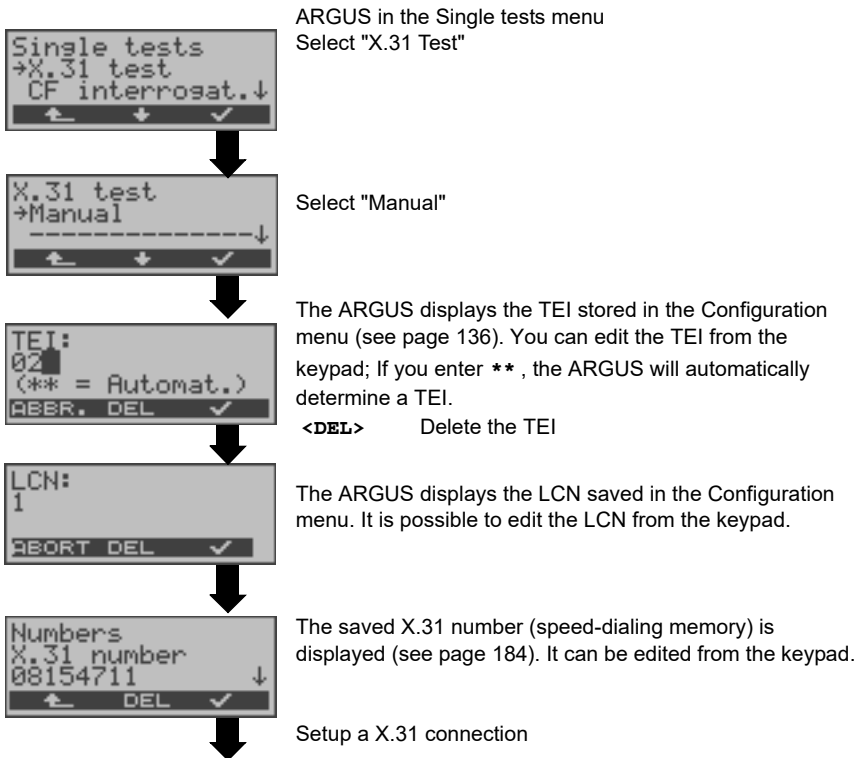 ARGUS in the Single tests menu
Select "X.31 Test"
Single tests
→X.31 test
CF interrogat.↓
X.31 test
→Manual
---------------↓
Select "Manual"
The ARGUS displays the TEI stored in the Configuration
menu (see page 136). You can edit the TEI from the
keypad; If you enter ** , the ARGUS will automatically
determine a TEI.
<DEL> Delete the TEI
TEI:
02
(** = Automat.)
ABBR. DEL ✓
LCN:
1
ABORT DEL ✓
The ARGUS displays the LCN saved in the Configuration
menu. It is possible to edit the LCN from the keypad.
Numbers
X.31 number
08154711 ↓
DEL ✓
The saved X.31 number (speed-dialing memory) is
displayed (see page 184). It can be edited from the keypad.
Setup a X.31 connection